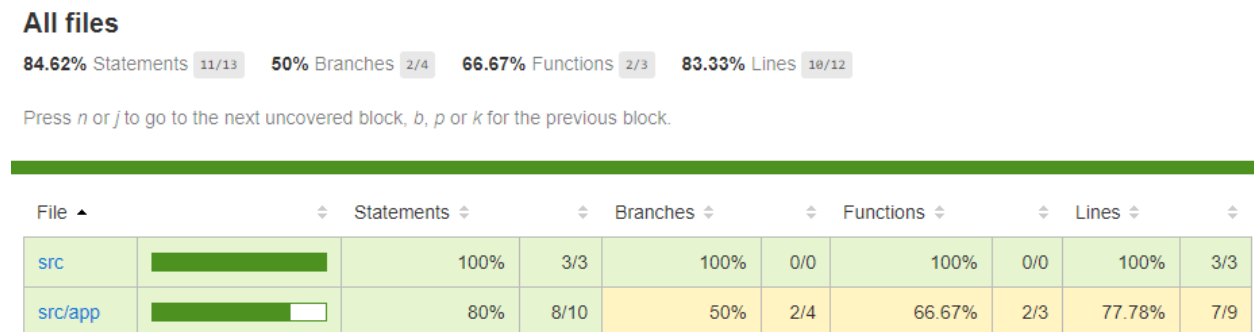 All files
84.62% Statements 11/13 50% Branches 2/4 66.67% Functions 2/3 83.33% Lines 10/12
Press n or j to go to the next uncovered block, b, p or k for the previous block.
File Statements Branches Functions Lines
src 100% 3/3 100% 0/0 100% 0/0 100% 3/3
src/app 80% 8/10 50% 2/4 66.67% 2/3 77.78% 7/9